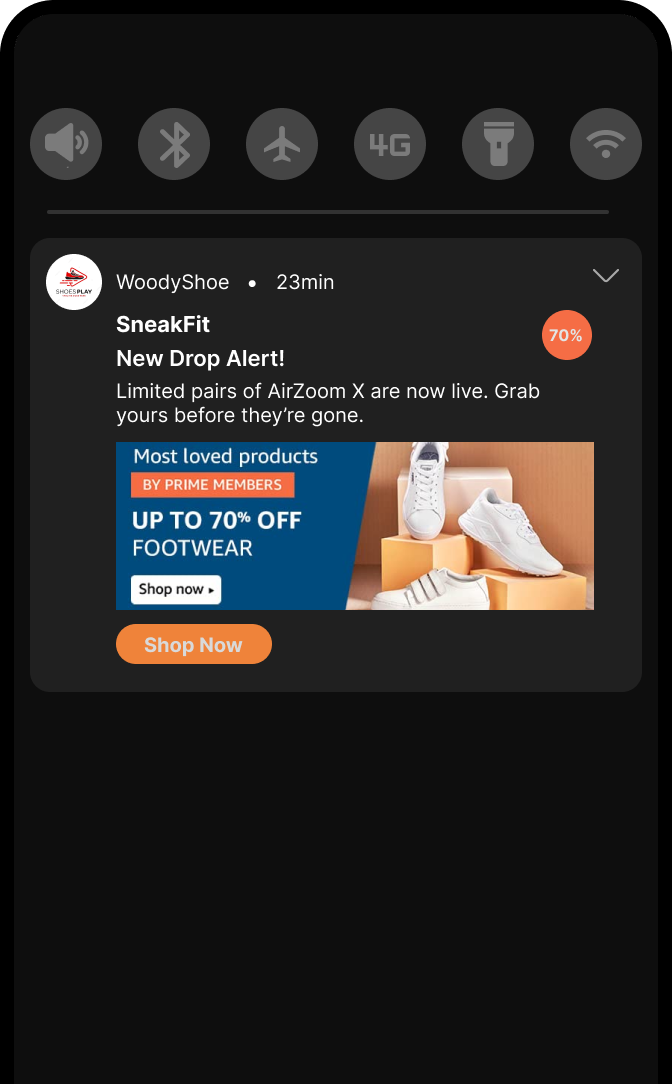 4G
WoodyShoe • 23min
SHOESPLAY
SneakFit
70%
New Drop Alert!
Limited pairs of AirZoom X are now live. Grab
yours before they’re gone.
Most loved products
BY PRIME MEMBERS
UP TO 70% OFF
FOOTWEAR
Shop now ▸
Shop Now